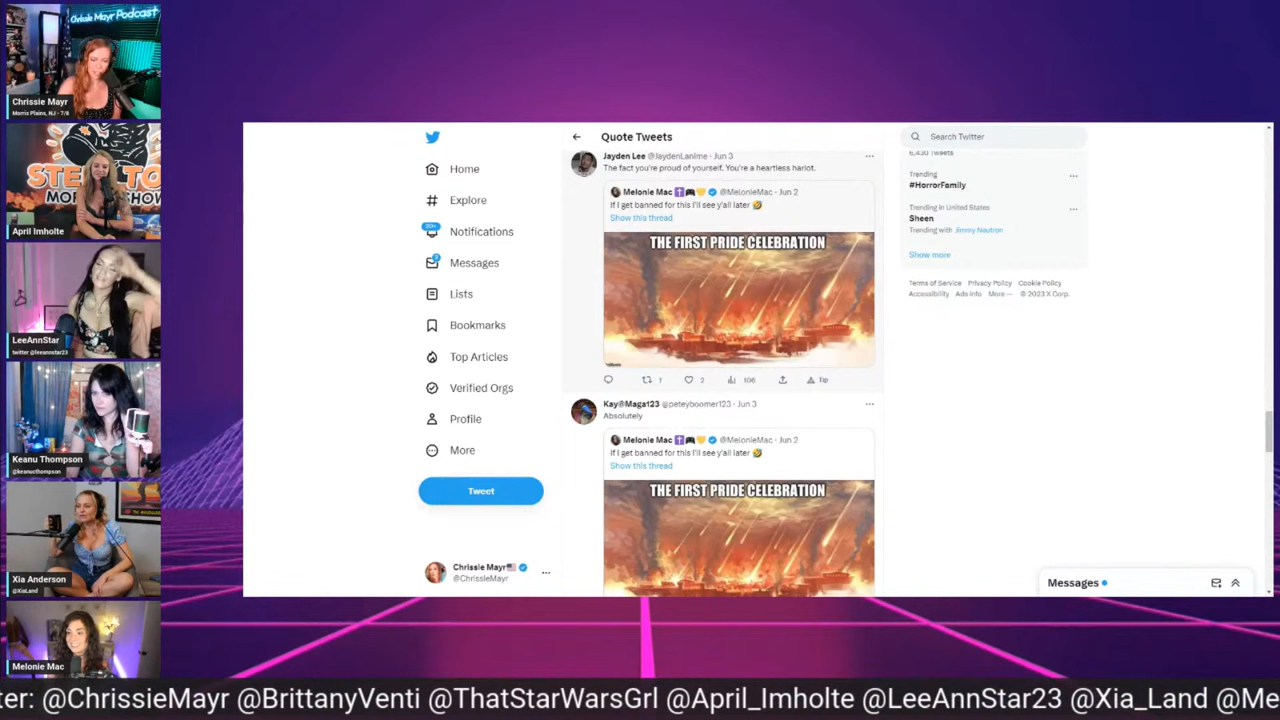 Chrissie Mayr Podcast
Chrissie Mayr
Morris Plains, NJ - 7/8
April Imholte
LeeAnnStar
twitter @leeannstar23
Keanu Thompson
@keanucthompson
Xia Anderson
@XiaLand
Melonie Mac
Home
Explore
20+
Notifications
Messages
Lists
Bookmarks
Top Articles
Verified Orgs
Profile
More
Tweet
Chrissie Mayr
@ChrissieMayr
Quote Tweets
Jayden Lee @JaydenLanime · Jun 3
The fact you're proud of yourself. You're a heartless harlot.
Melonie Mac @MelonieMac · Jun 2
If I get banned for this I'll see y'all later 🤣
Show this thread
THE FIRST PRIDE CELEBRATION
1
2
106
Tip
Kay@Maga123 @peteyboomer123 · Jun 3
Absolutely
Melonie Mac @MelonieMac · Jun 2
If I get banned for this I'll see y'all later 🤣
Show this thread
THE FIRST PRIDE CELEBRATION
Search Twitter
6,430 Tweets
Trending
#HorrorFamily
Trending in United States
Sheen
Trending with Jimmy Neutron
Show more
Terms of Service Privacy Policy Cookie Policy
Accessibility Ads info More ··· © 2023 X Corp.
Messages
ter: @ChrissieMayr @BrittanyVenti @ThatStarWarsGrl @April_Imholte @LeeAnnStar23 @Xia_Land @Me